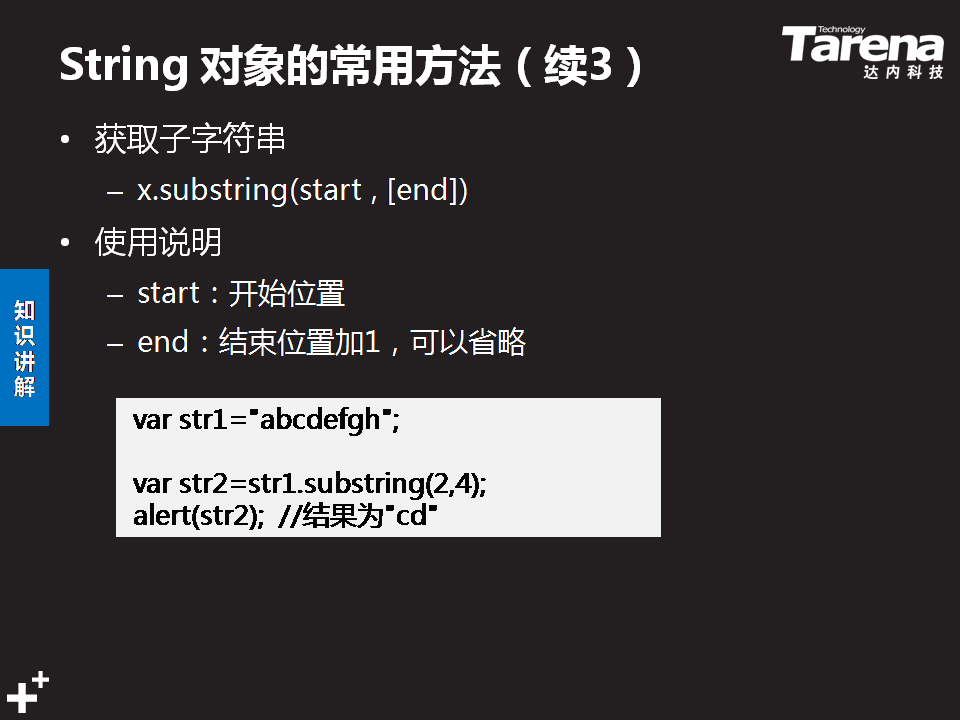 String 对象的常用方法（续3）
Technology
Tarena
达内科技
• 获取子字符串
– x.substring(start , [end])
• 使用说明
– start：开始位置
– end：结束位置加1，可以省略
知识讲解
var str1="abcdefgh";
var str2=str1.substring(2,4);
alert(str2); //结果为"cd"